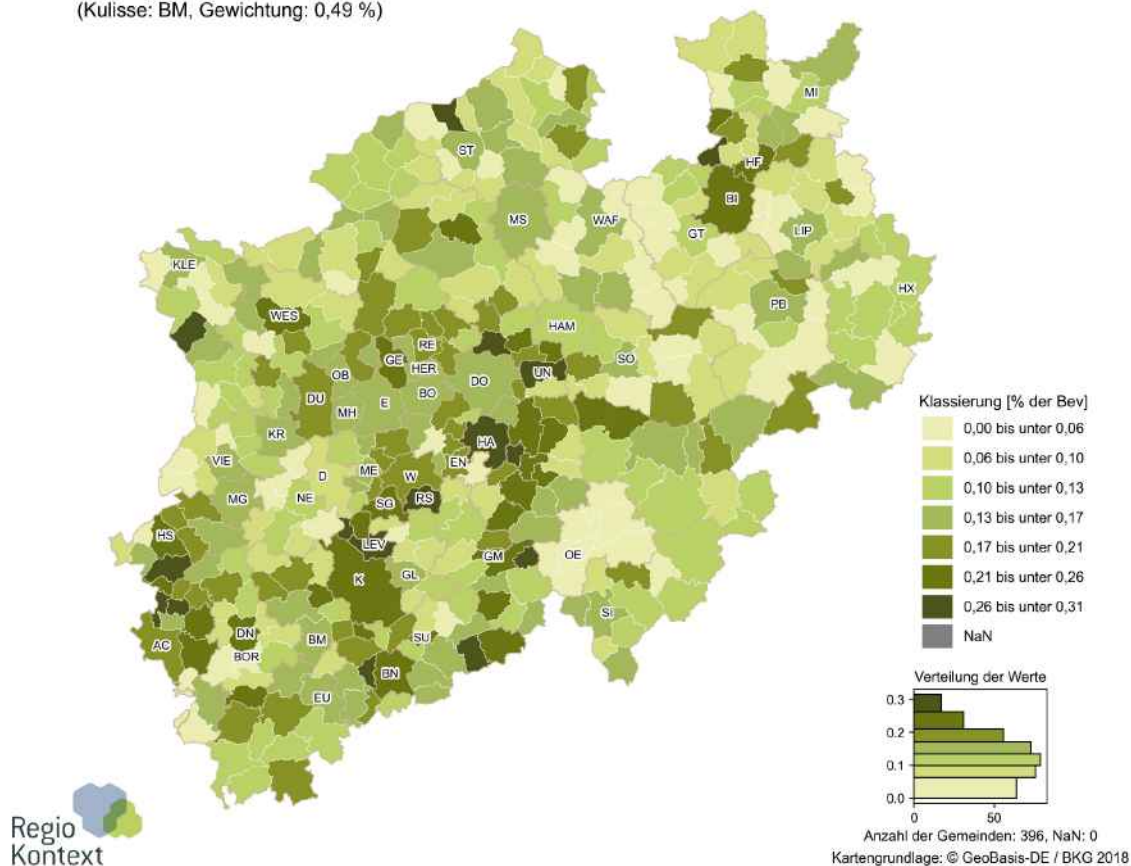 (Kulisse: BM, Gewichtung: 0,49 %)
MI
ST
HF
BI
MS
WAF
GT
LIP
KLE
HX
WES
PB
HAM
RE
GE
SO
OB
HER
UN
DU
BO
DO
E
MH
KR
HA
VIE
EN
D
ME
W
MG
NE
SG
RS
HS
LEV
GM
OE
K
GL
SI
DN
AC
BM
SU
BOR
BN
EU
Klassierung [% der Bev]
0,00 bis unter 0,06
0,06 bis unter 0,10
0,10 bis unter 0,13
0,13 bis unter 0,17
0,17 bis unter 0,21
0,21 bis unter 0,26
0,26 bis unter 0,31
NaN
Verteilung der Werte
0.3
0.2
0.1
0.0
0
50
Anzahl der Gemeinden: 396, NaN: 0
Kartengrundlage: © GeoBasis-DE / BKG 2018
Regio
Kontext